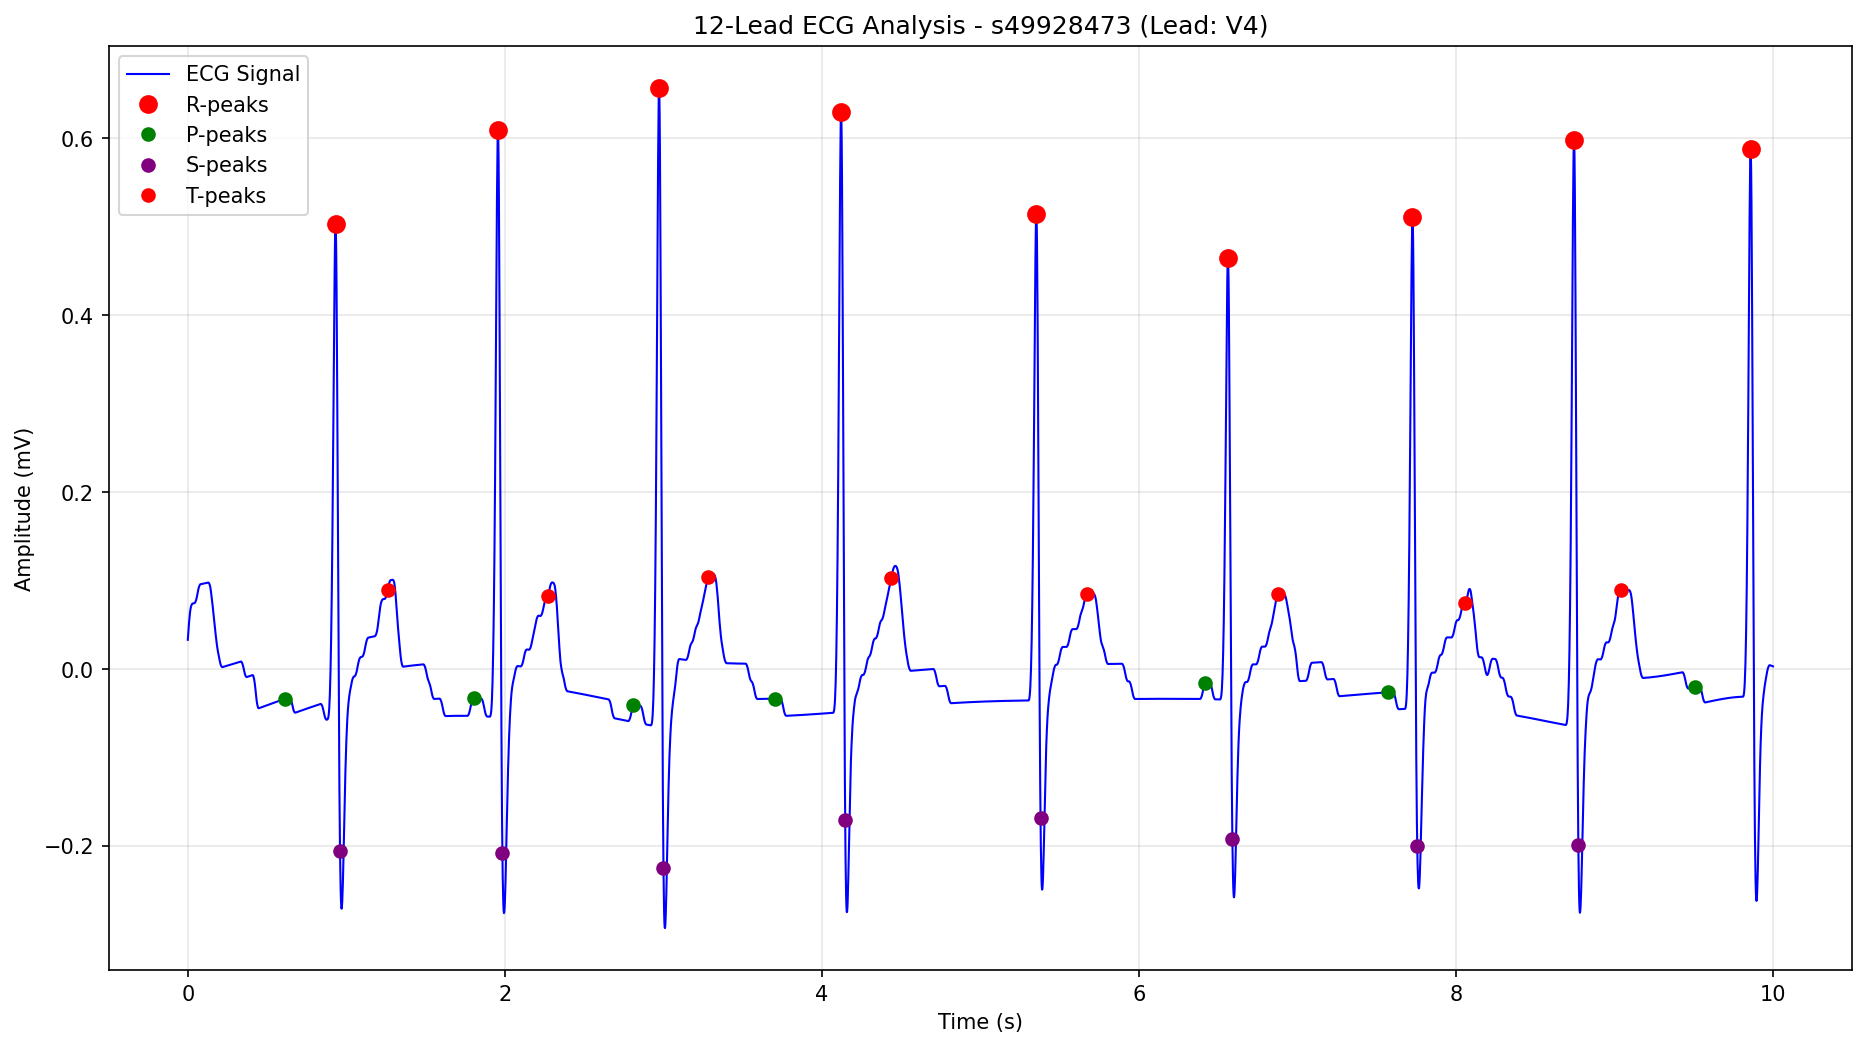 12-Lead ECG Analysis - s49928473 (Lead: V4)
ECG Signal
R-peaks
P-peaks
S-peaks
T-peaks
Amplitude (mV)
0.6
0.4
0.2
0.0
−0.2
0 2 4 6 8 10
Time (s)